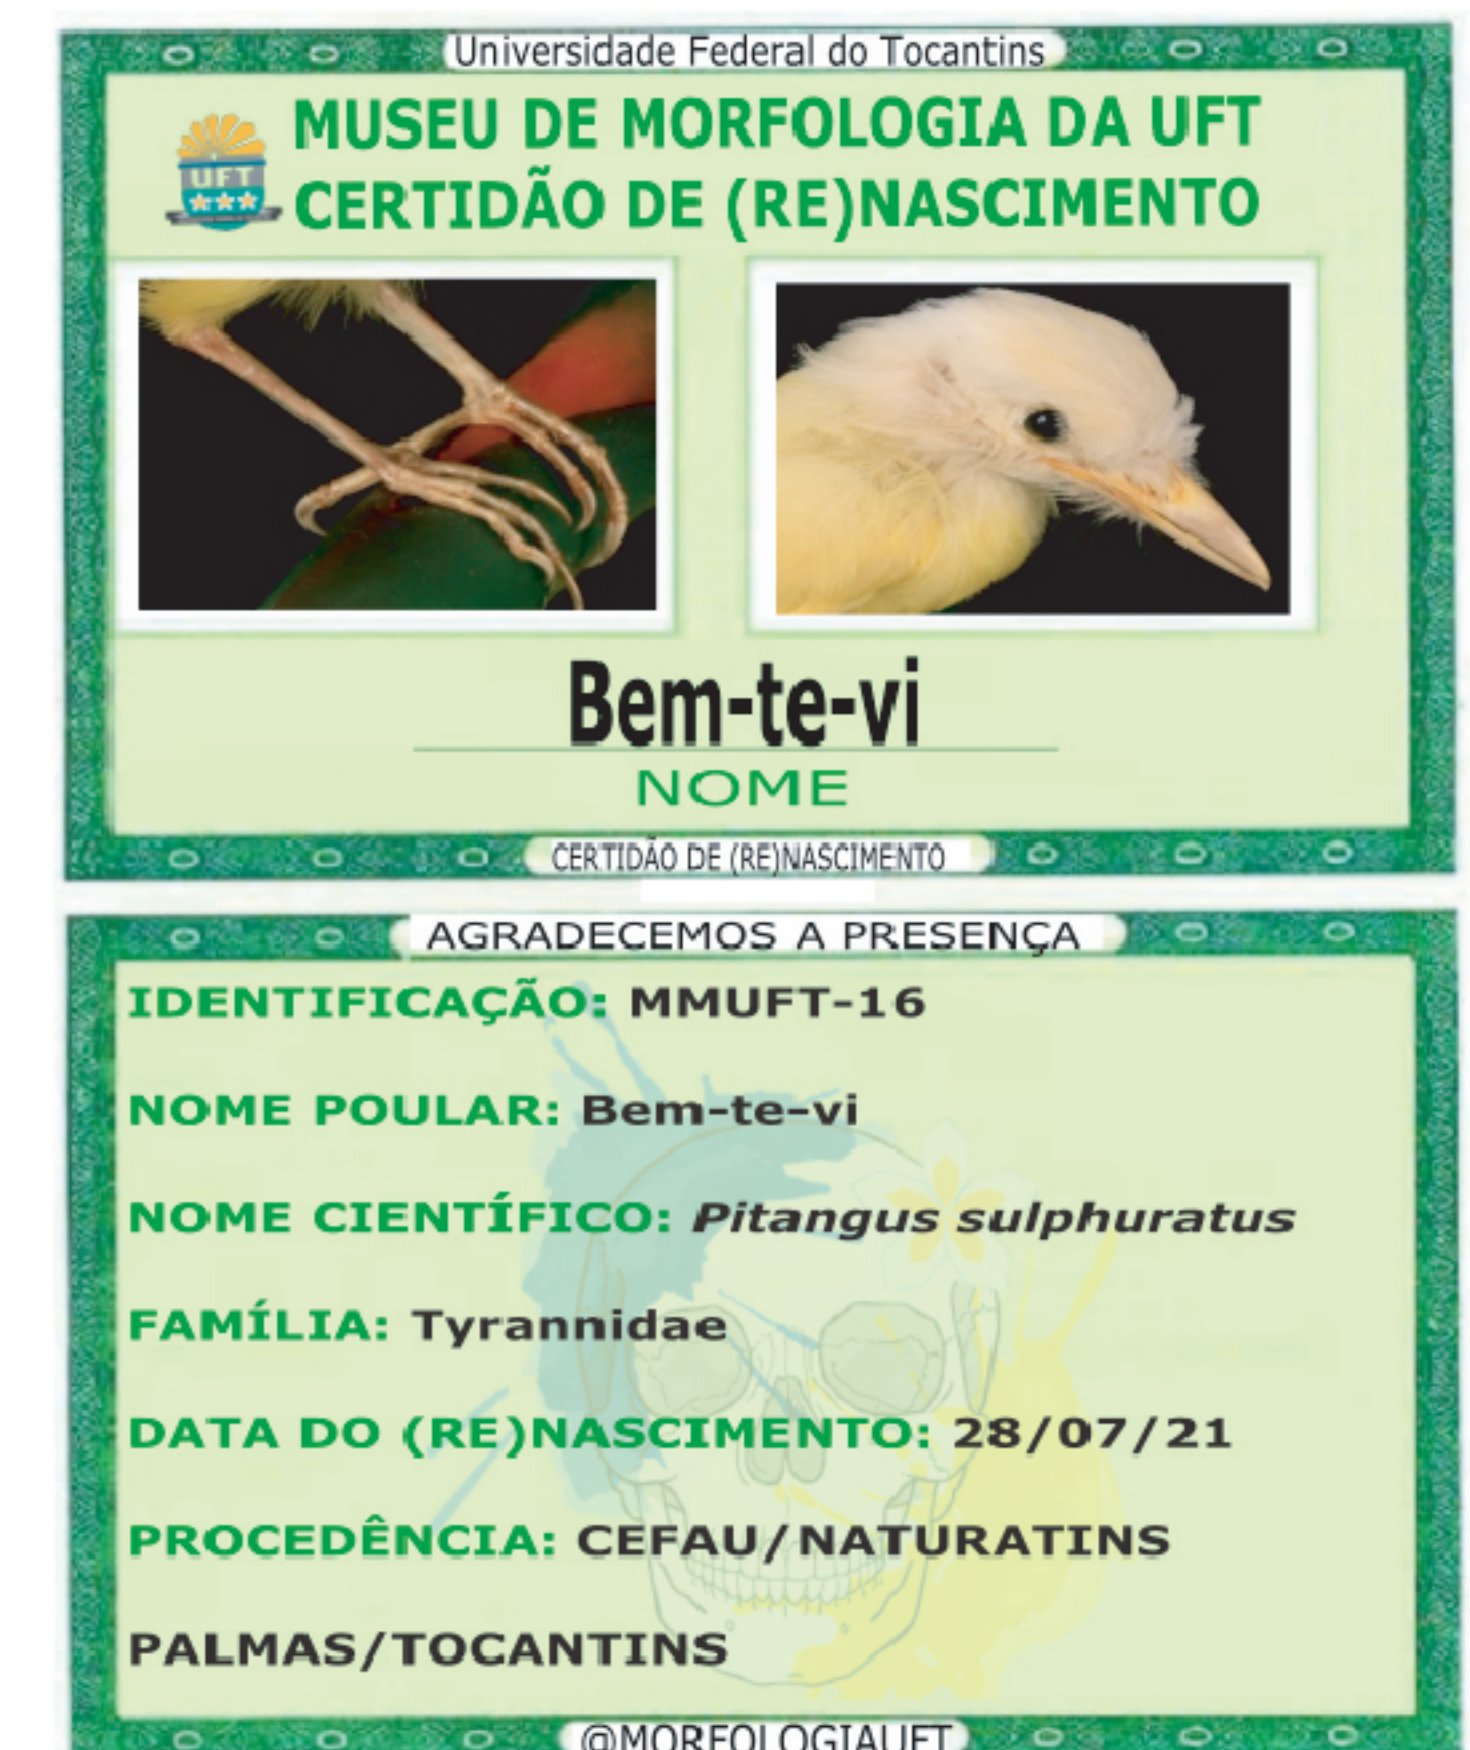 Universidade Federal do Tocantins
MUSEU DE MORFOLOGIA DA UFT
UFT
CERTIDÃO DE (RE)NASCIMENTO
Bem-te-vi
NOME
CERTIDÃO DE (RE)NASCIMENTO
AGRADECEMOS A PRESENÇA
IDENTIFICAÇÃO: MMUFT-16
NOME POULAR: Bem-te-vi
NOME CIENTÍFICO: Pitangus sulphuratus
FAMÍLIA: Tyrannidae
DATA DO (RE)NASCIMENTO: 28/07/21
PROCEDÊNCIA: CEFAU/NATURATINS
PALMAS/TOCANTINS
@MORFOLOGIAUFT